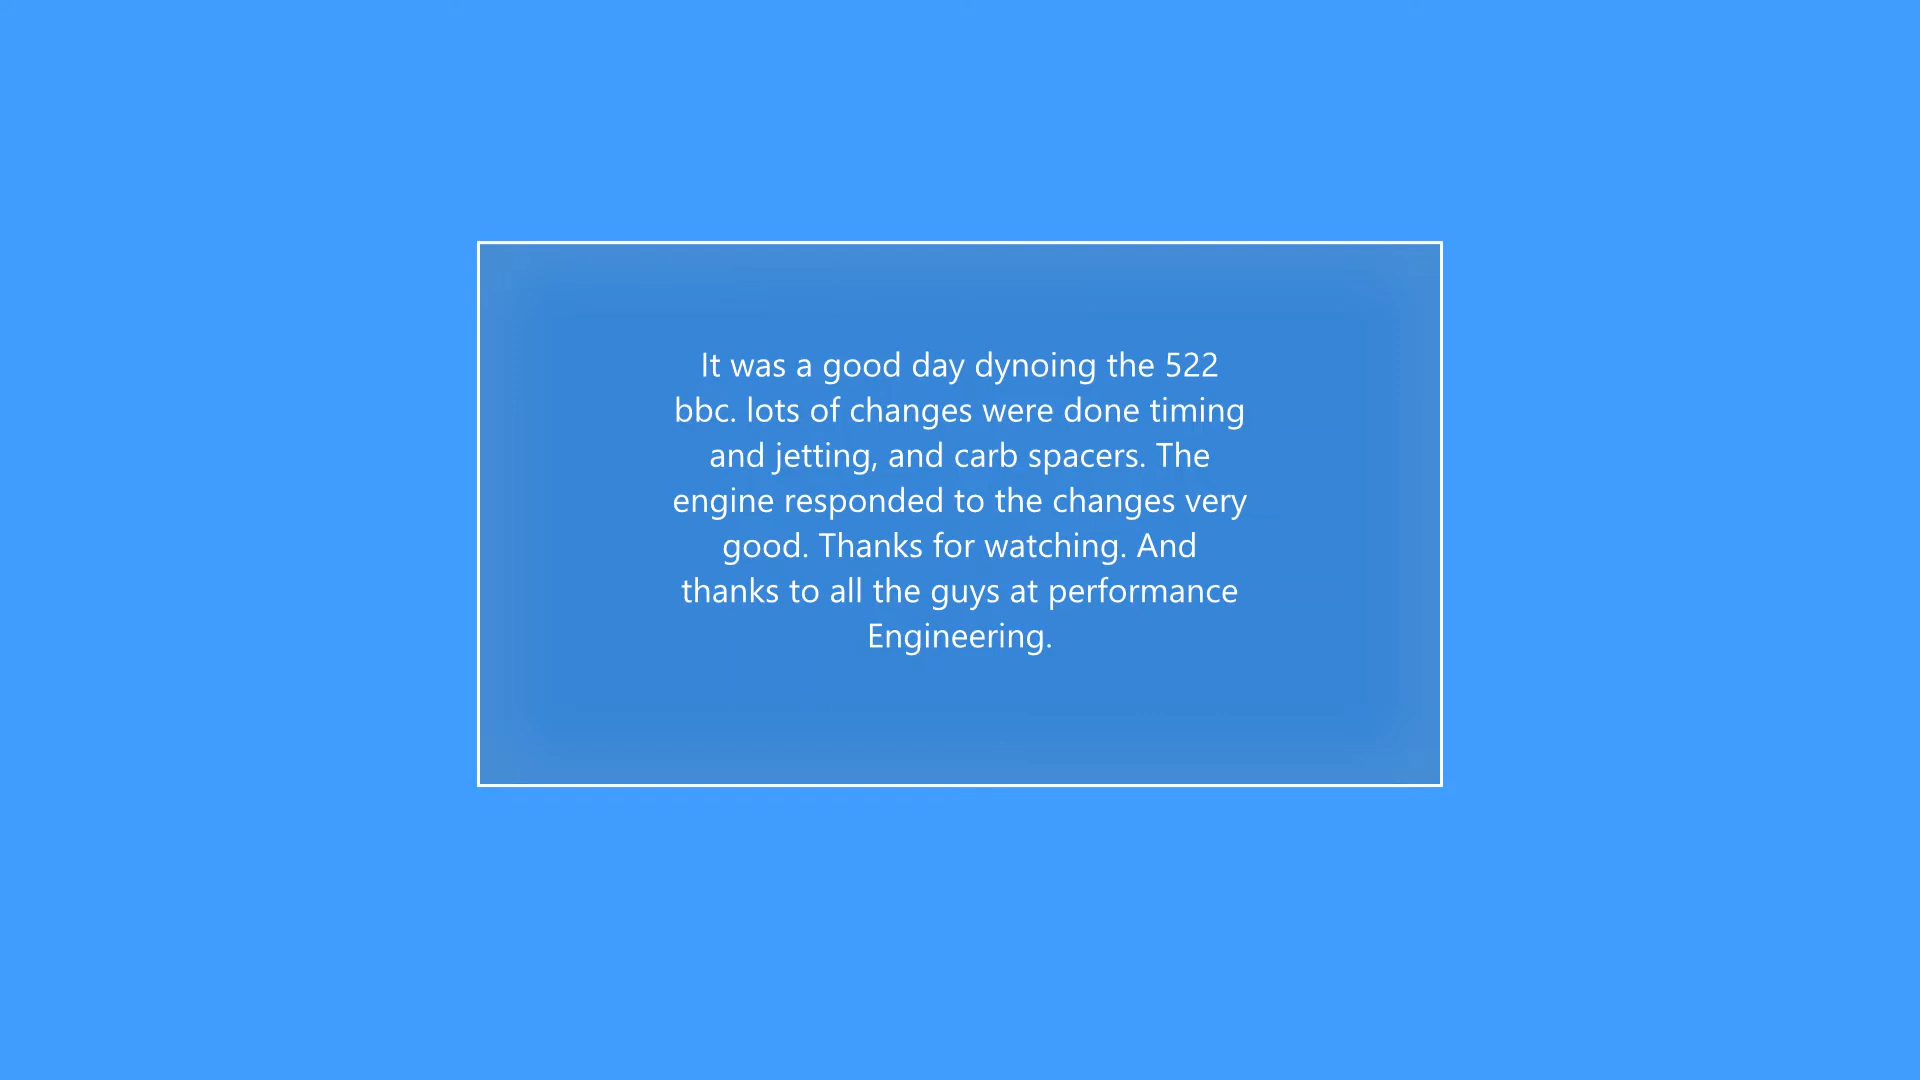 It was a good day dynoing the 522
bbc. lots of changes were done timing
and jetting, and carb spacers. The
engine responded to the changes very
good. Thanks for watching. And
thanks to all the guys at performance
Engineering.